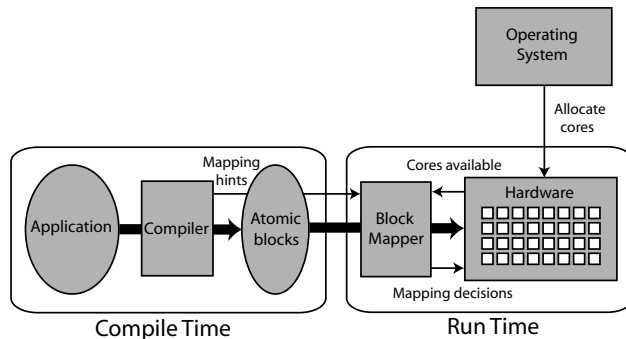 Operating
System
Allocate
cores
Mapping
hints
Cores available
Hardware
Application
Compiler
Atomic
blocks
Block
Mapper
Mapping decisions
Compile Time
Run Time